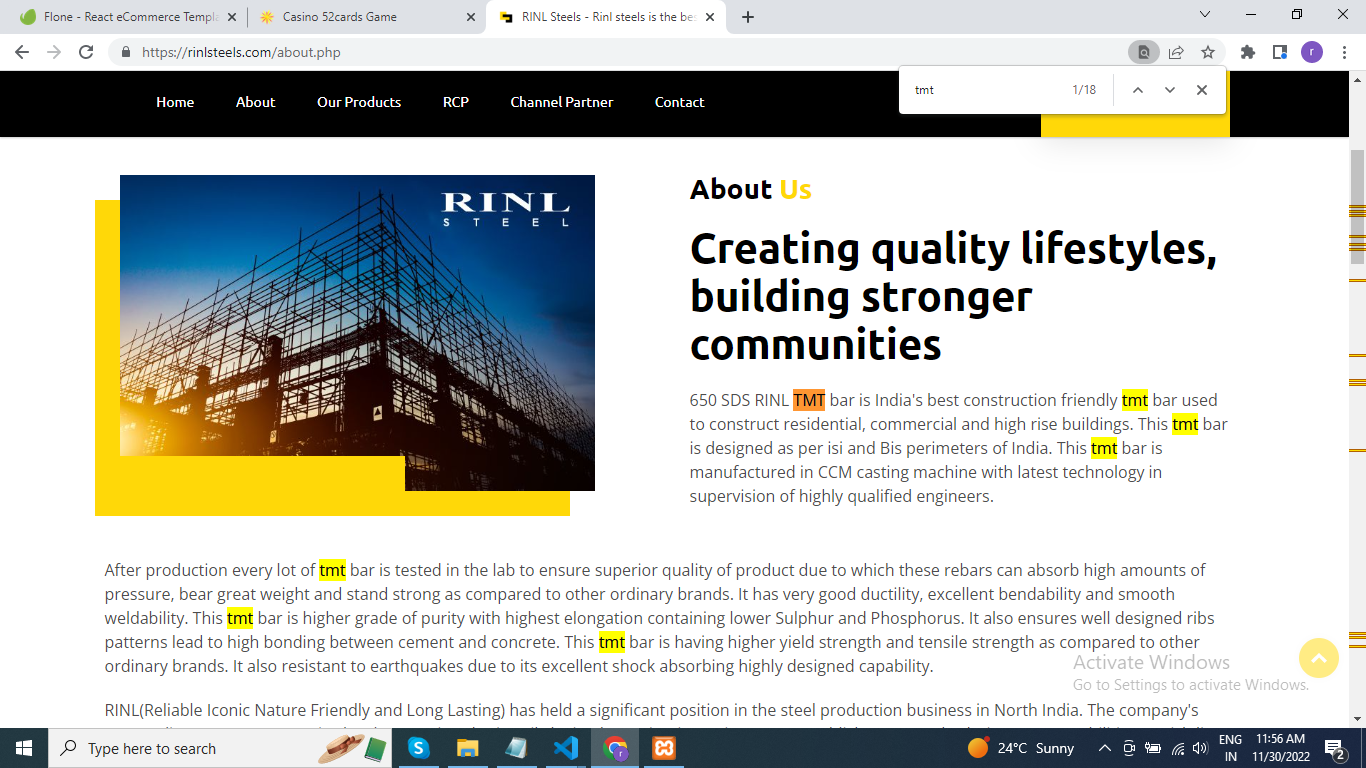 Flone - React eCommerce Templa
Casino 52cards Game
RINL Steels - Rinl steels is the bes
https://rinlsteels.com/about.php
r
tmt 1/18
Home About Our Products RCP Channel Partner Contact
RINL
STEEL
About Us
Creating quality lifestyles,
building stronger
communities
650 SDS RINL TMT bar is India's best construction friendly tmt bar used
to construct residential, commercial and high rise buildings. This tmt bar
is designed as per isi and Bis perimeters of India. This tmt bar is
manufactured in CCM casting machine with latest technology in
supervision of highly qualified engineers.
After production every lot of tmt bar is tested in the lab to ensure superior quality of product due to which these rebars can absorb high amounts of
pressure, bear great weight and stand strong as compared to other ordinary brands. It has very good ductility, excellent bendability and smooth
weldability. This tmt bar is higher grade of purity with highest elongation containing lower Sulphur and Phosphorus. It also ensures well designed ribs
patterns lead to high bonding between cement and concrete. This tmt bar is having higher yield strength and tensile strength as compared to other
ordinary brands. It also resistant to earthquakes due to its excellent shock absorbing highly designed capability.
Activate Windows
Go to Settings to activate Windows.
RINL(Reliable Iconic Nature Friendly and Long Lasting) has held a significant position in the steel production business in North India. The company's
Type here to search
24°C Sunny
ENG
IN
11:56 AM
11/30/2022
2